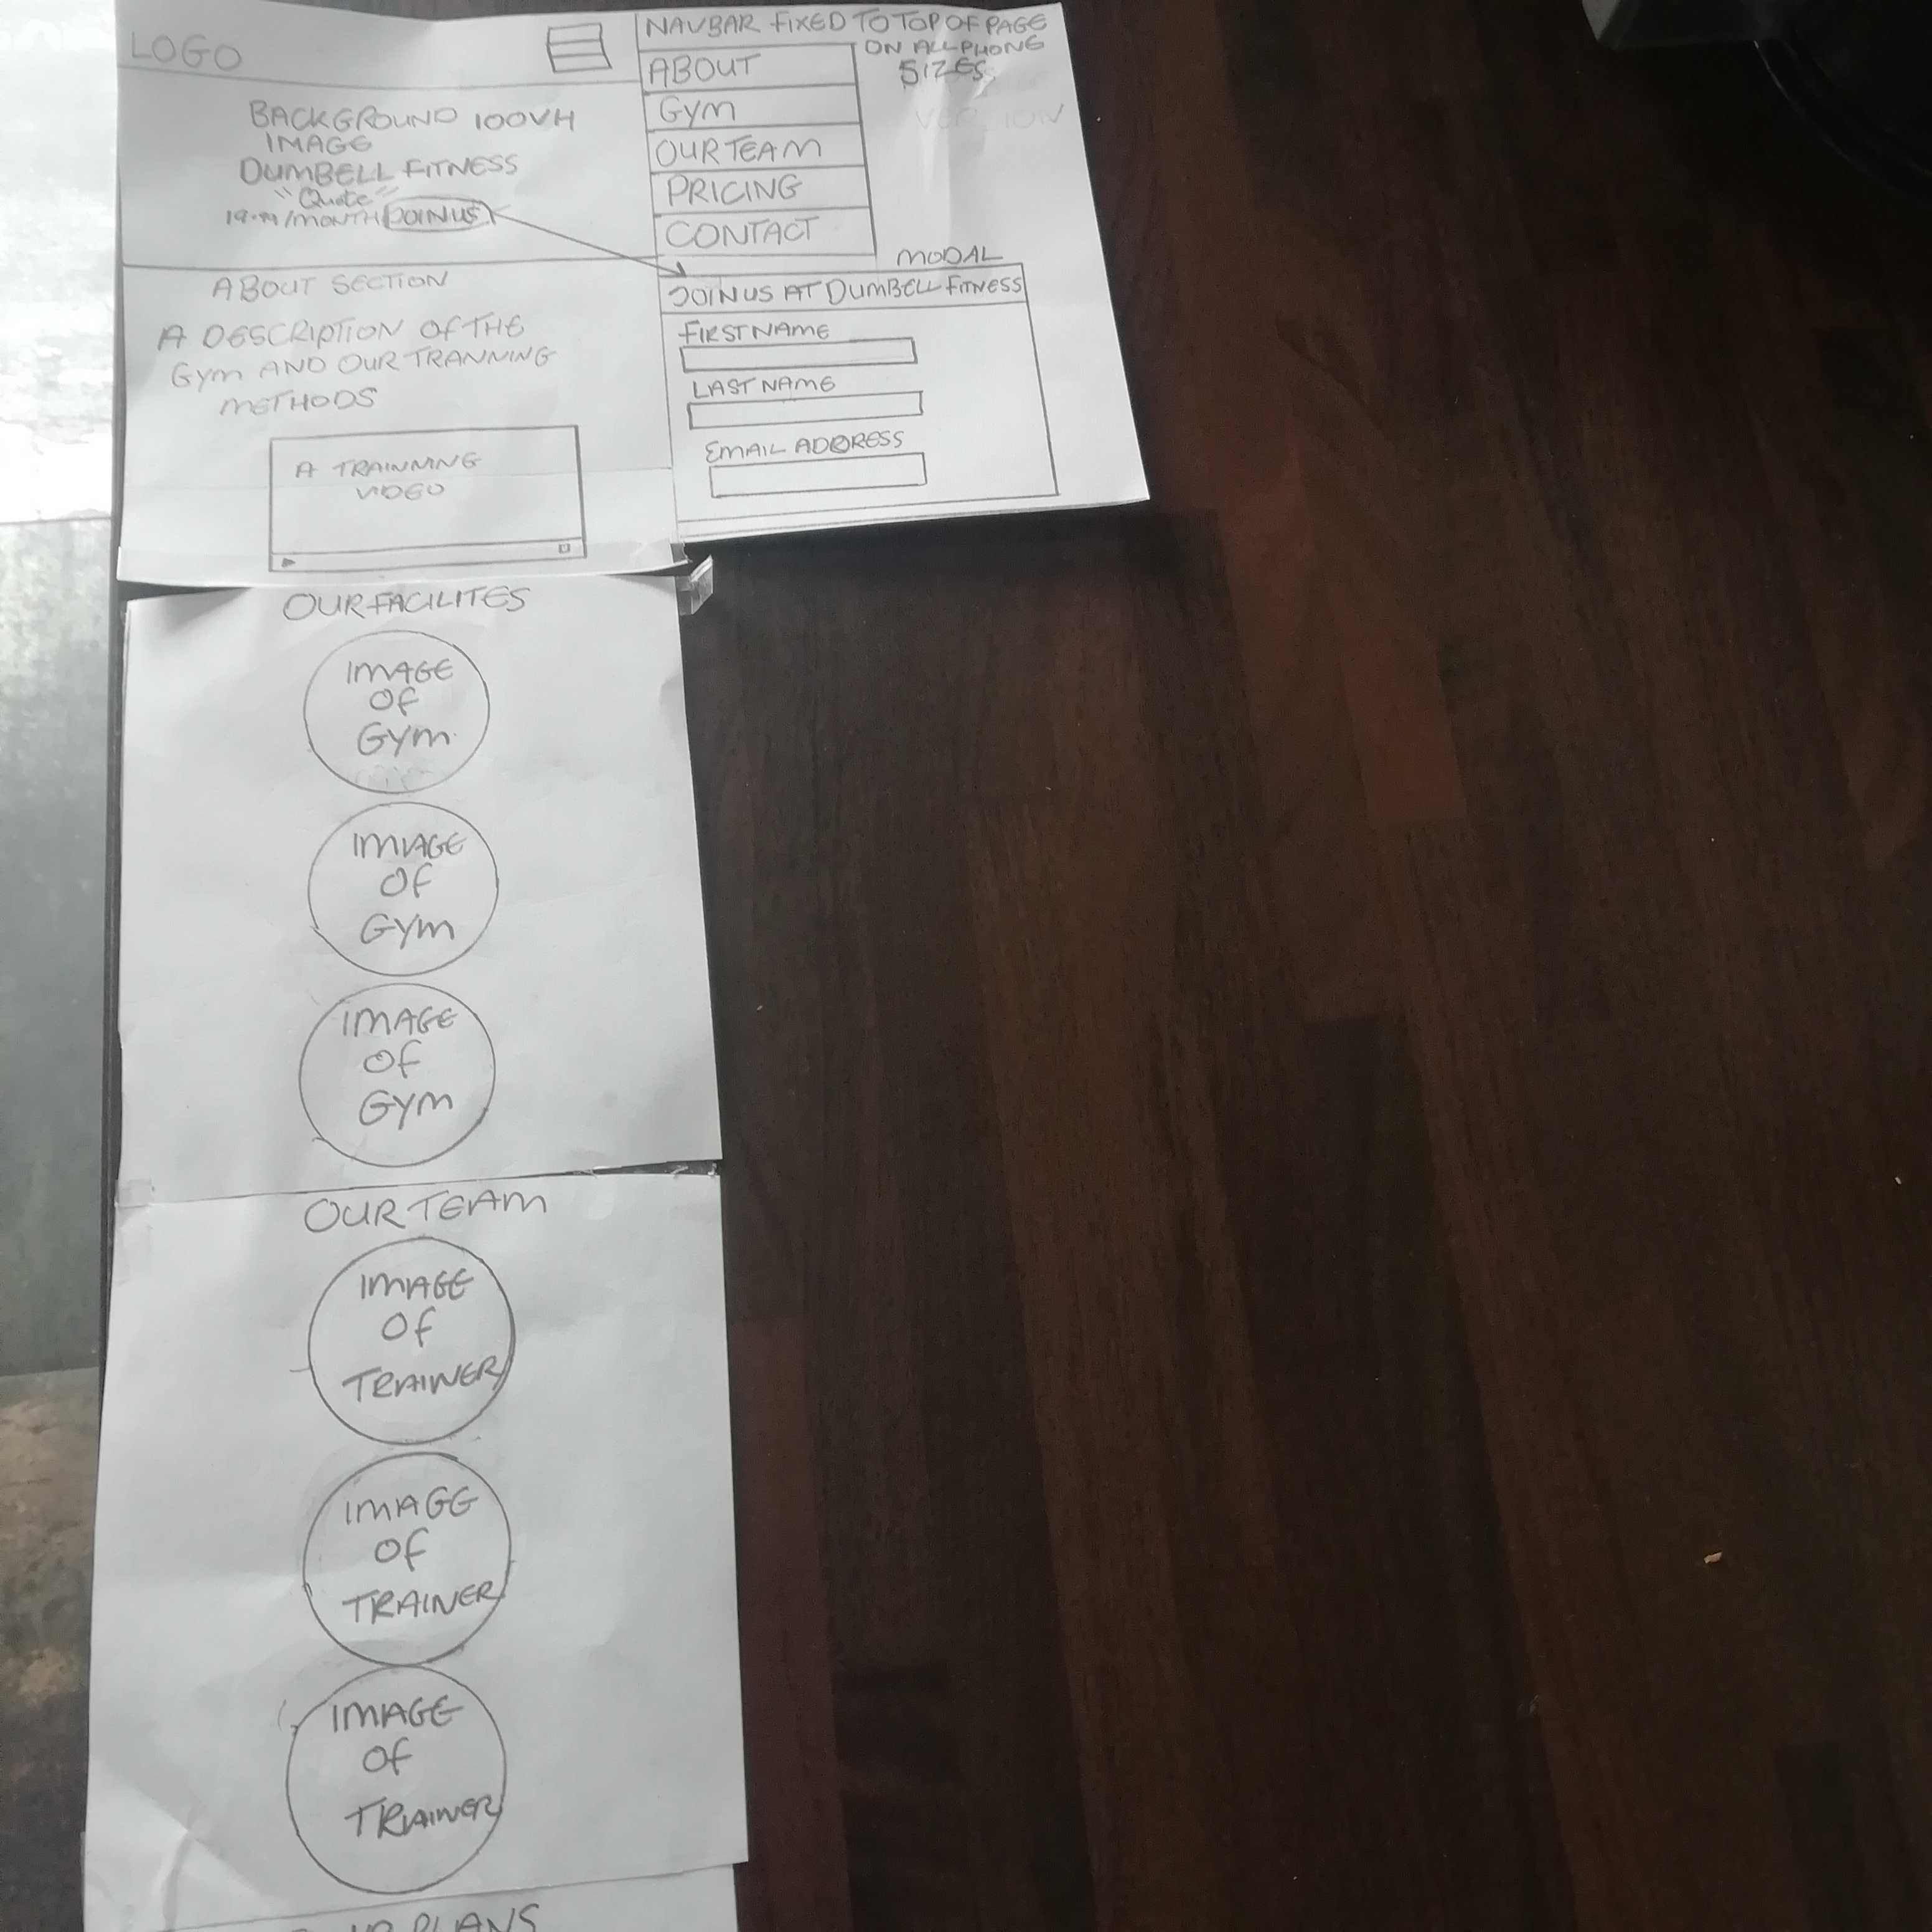 LOGO
BACKGROUND 100VH
IMAGE
DUMBELL FITNESS
"Quote"
19.99/MONTH JOIN US
NAVBAR FIXED TO TOP OF PAGE
ON ALL PHONE
SIZES
ABOUT
GYM
OUR TEAM
PRICING
CONTACT
MODAL
JOIN US AT DUMBELL FITNESS
FIRST NAME
LAST NAME
EMAIL ADDRESS
ABOUT SECTION
A DESCRIPTION OF THE
GYM AND OUR TRANNING
METHODS
A TRAINNING
VIDEO
OUR FACILITES
IMAGE
OF
GYM
IMAGE
OF
GYM
IMAGE
OF
GYM
OUR TEAM
IMAGE
OF
TRAINER
IMAGE
OF
TRAINER
IMAGE
OF
TRAINER
PLANS